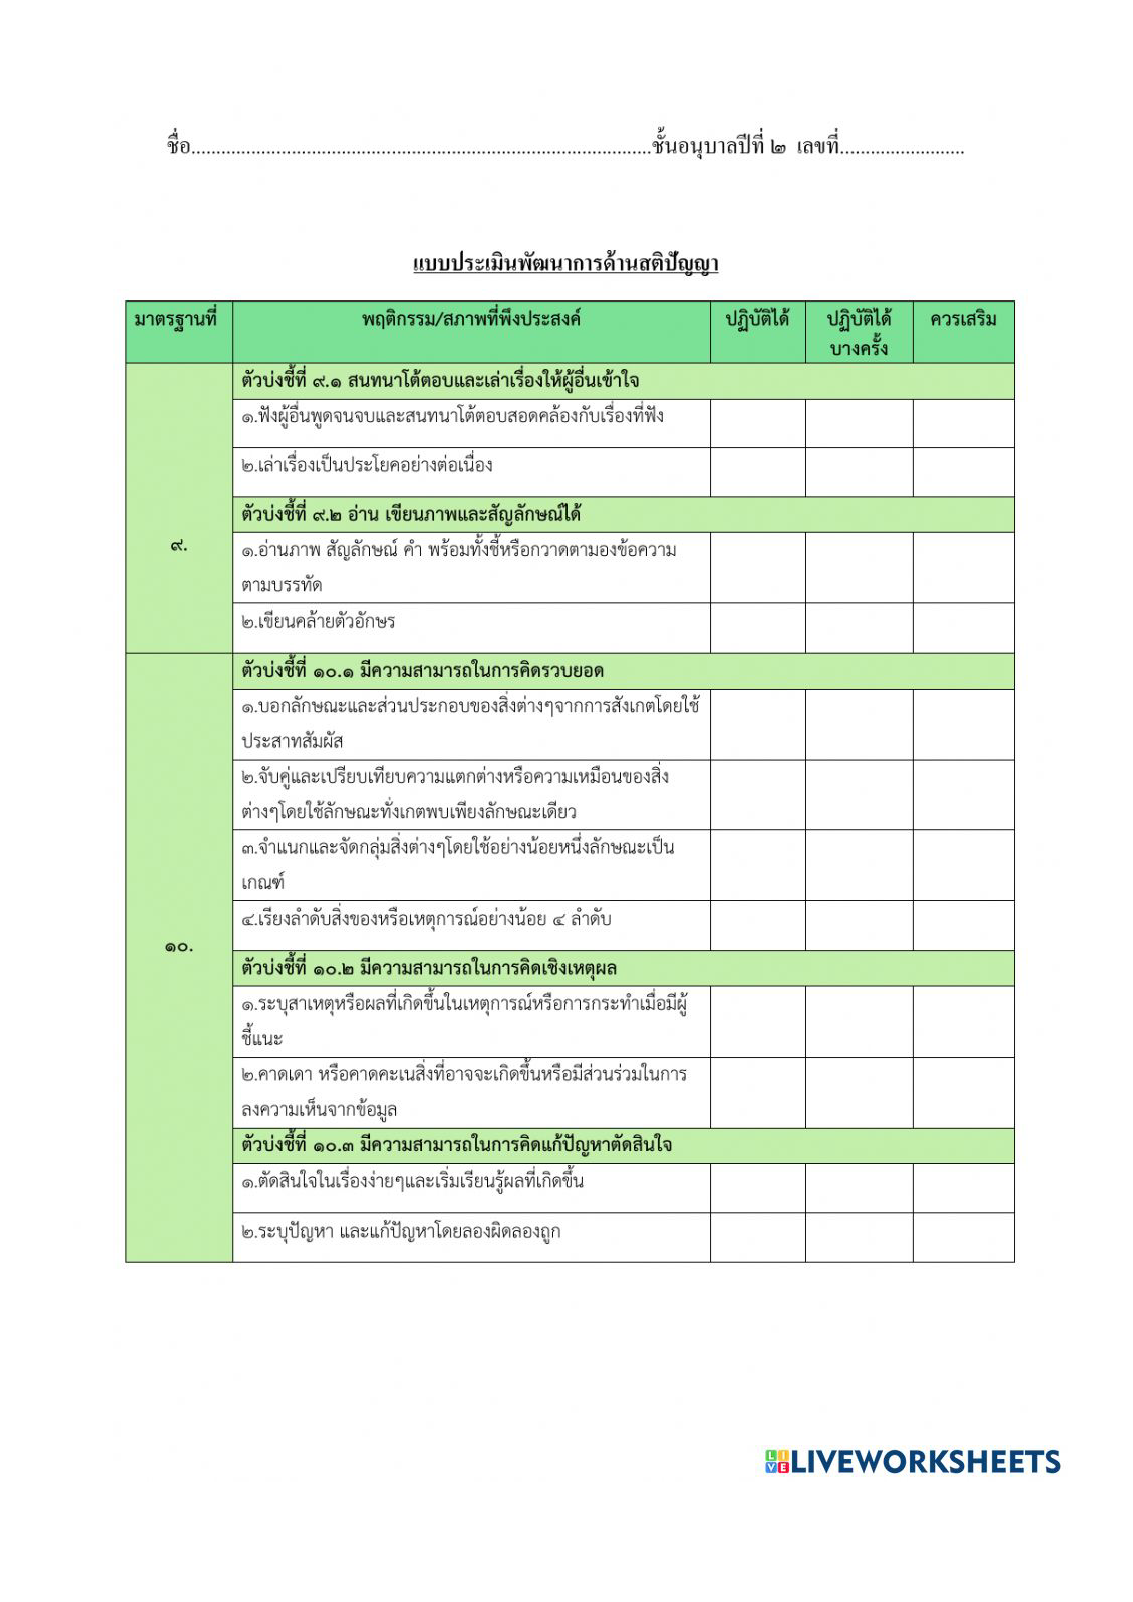 ชื่อ............................................................................................ชั้นอนุบาลปีที่ ๒ เลขที่.........................
แบบประเมินพัฒนาการด้านสติปัญญา
มาตรฐานที่ พฤติกรรม/สภาพที่พึงประสงค์ ปฏิบัติได้ ปฏิบัติได้ ควรเสริม
บางครั้ง
ตัวบ่งชี้ที่ ๙.๑ สนทนาโต้ตอบและเล่าเรื่องให้ผู้อื่นเข้าใจ
๑.ฟังผู้อื่นพูดจนจบและสนทนาโต้ตอบสอดคล้องกับเรื่องที่ฟัง
๒.เล่าเรื่องเป็นประโยคอย่างต่อเนื่อง
ตัวบ่งชี้ที่ ๙.๒ อ่าน เขียนภาพและสัญลักษณ์ได้
๙.
๑.อ่านภาพ สัญลักษณ์ คำ พร้อมทั้งชี้หรือกวาดตามองข้อความ
ตามบรรทัด
๒.เขียนคล้ายตัวอักษร
ตัวบ่งชี้ที่ ๑๐.๑ มีความสามารถในการคิดรวบยอด
๑.บอกลักษณะและส่วนประกอบของสิ่งต่างๆจากการสังเกตโดยใช้
ประสาทสัมผัส
๒.จับคู่และเปรียบเทียบความแตกต่างหรือความเหมือนของสิ่ง
ต่างๆโดยใช้ลักษณะทั่งเกตพบเพียงลักษณะเดียว
๓.จำแนกและจัดกลุ่มสิ่งต่างๆโดยใช้อย่างน้อยหนึ่งลักษณะเป็น
เกณฑ์
๔.เรียงลำดับสิ่งของหรือเหตุการณ์อย่างน้อย ๔ ลำดับ
๑๐.
ตัวบ่งชี้ที่ ๑๐.๒ มีความสามารถในการคิดเชิงเหตุผล
๑.ระบุสาเหตุหรือผลที่เกิดขึ้นในเหตุการณ์หรือการกระทำเมื่อมีผู้
ชี้แนะ
๒.คาดเดา หรือคาดคะเนสิ่งที่อาจจะเกิดขึ้นหรือมีส่วนร่วมในการ
ลงความเห็นจากข้อมูล
ตัวบ่งชี้ที่ ๑๐.๓ มีความสามารถในการคิดแก้ปัญหาตัดสินใจ
๑.ตัดสินใจในเรื่องง่ายๆและเริ่มเรียนรู้ผลที่เกิดขึ้น
๒.ระบุปัญหา และแก้ปัญหาโดยลองผิดลองถูก
LIVE LIVEWORKSHEETS